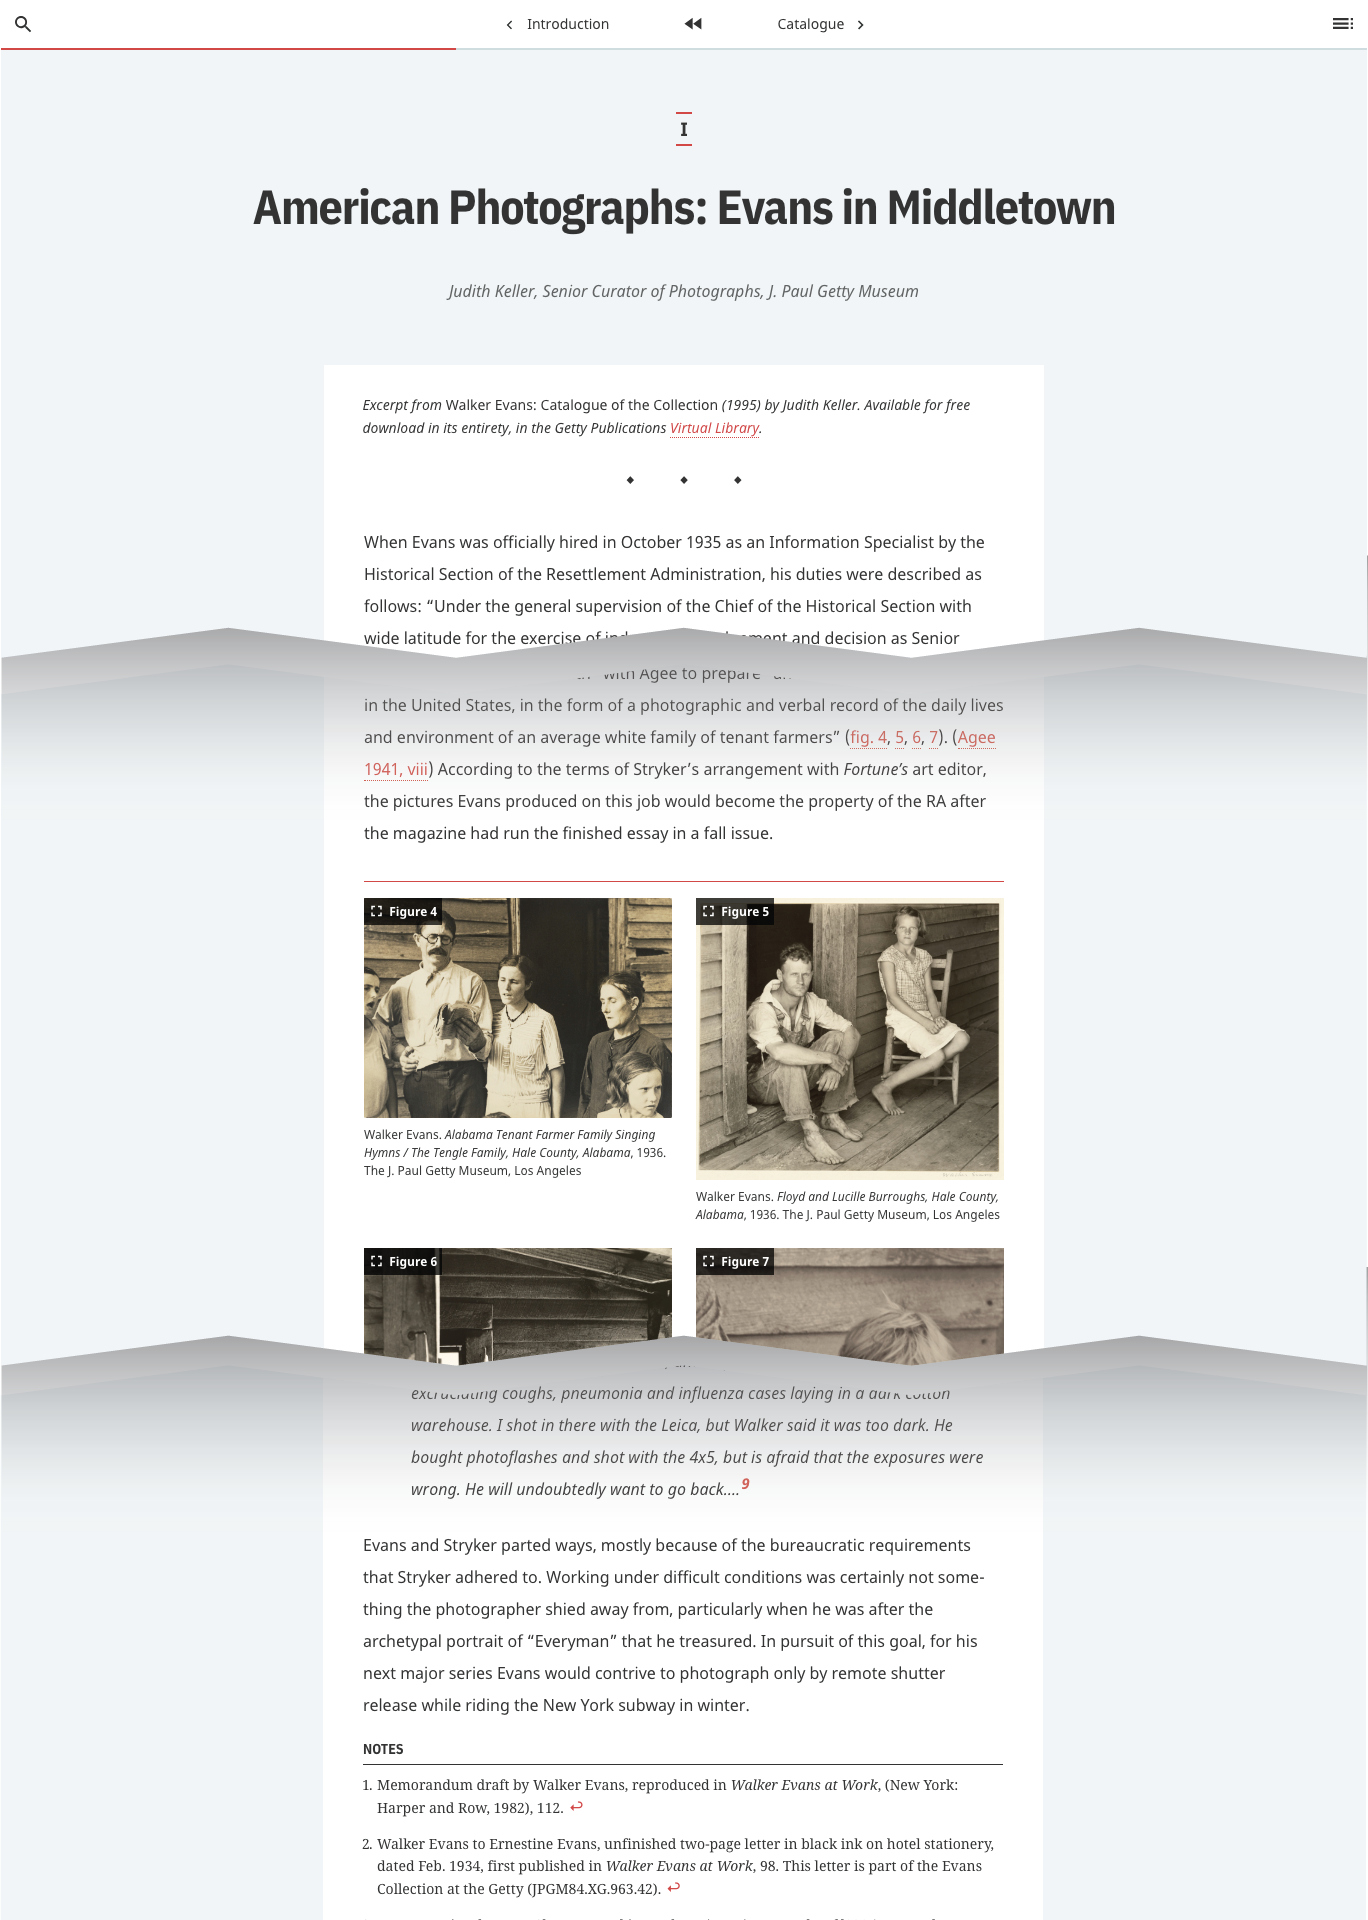 Introduction
Catalogue
I
American Photographs: Evans in Middletown
Judith Keller, Senior Curator of Photographs, J. Paul Getty Museum
Excerpt from Walker Evans: Catalogue of the Collection (1995) by Judith Keller. Available for free
download in its entirety, in the Getty Publications Virtual Library.
When Evans was officially hired in October 1935 as an Information Specialist by the
Historical Section of the Resettlement Administration, his duties were described as
follows: “Under the general supervision of the Chief of the Historical Section with
wide latitude for the exercise of and decision as Senior
with Agee to prepare
in the United States, in the form of a photographic and verbal record of the daily lives
and environment of an average white family of tenant farmers” (fig. 4, 5, 6, 7). (Agee
1941, viii) According to the terms of Stryker’s arrangement with Fortune’s art editor,
the pictures Evans produced on this job would become the property of the RA after
the magazine had run the finished essay in a fall issue.
Figure 4
Figure 5
Walker Evans. Alabama Tenant Farmer Family Singing
Hymns / The Tengle Family, Hale County, Alabama, 1936.
The J. Paul Getty Museum, Los Angeles
Walker Evans. Floyd and Lucille Burroughs, Hale County,
Alabama, 1936. The J. Paul Getty Museum, Los Angeles
Figure 6
Figure 7
excruciating coughs, pneumonia and influenza cases laying in a dark cotton
warehouse. I shot in there with the Leica, but Walker said it was too dark. He
bought photoflashes and shot with the 4x5, but is afraid that the exposures were
wrong. He will undoubtedly want to go back....9
Evans and Stryker parted ways, mostly because of the bureaucratic requirements
that Stryker adhered to. Working under difficult conditions was certainly not some-
thing the photographer shied away from, particularly when he was after the
archetypal portrait of “Everyman” that he treasured. In pursuit of this goal, for his
next major series Evans would contrive to photograph only by remote shutter
release while riding the New York subway in winter.
NOTES
1. Memorandum draft by Walker Evans, reproduced in Walker Evans at Work, (New York:
Harper and Row, 1982), 112. ↩
2. Walker Evans to Ernestine Evans, unfinished two-page letter in black ink on hotel stationery,
dated Feb. 1934, first published in Walker Evans at Work, 98. This letter is part of the Evans
Collection at the Getty (JPGM84.XG.963.42). ↩